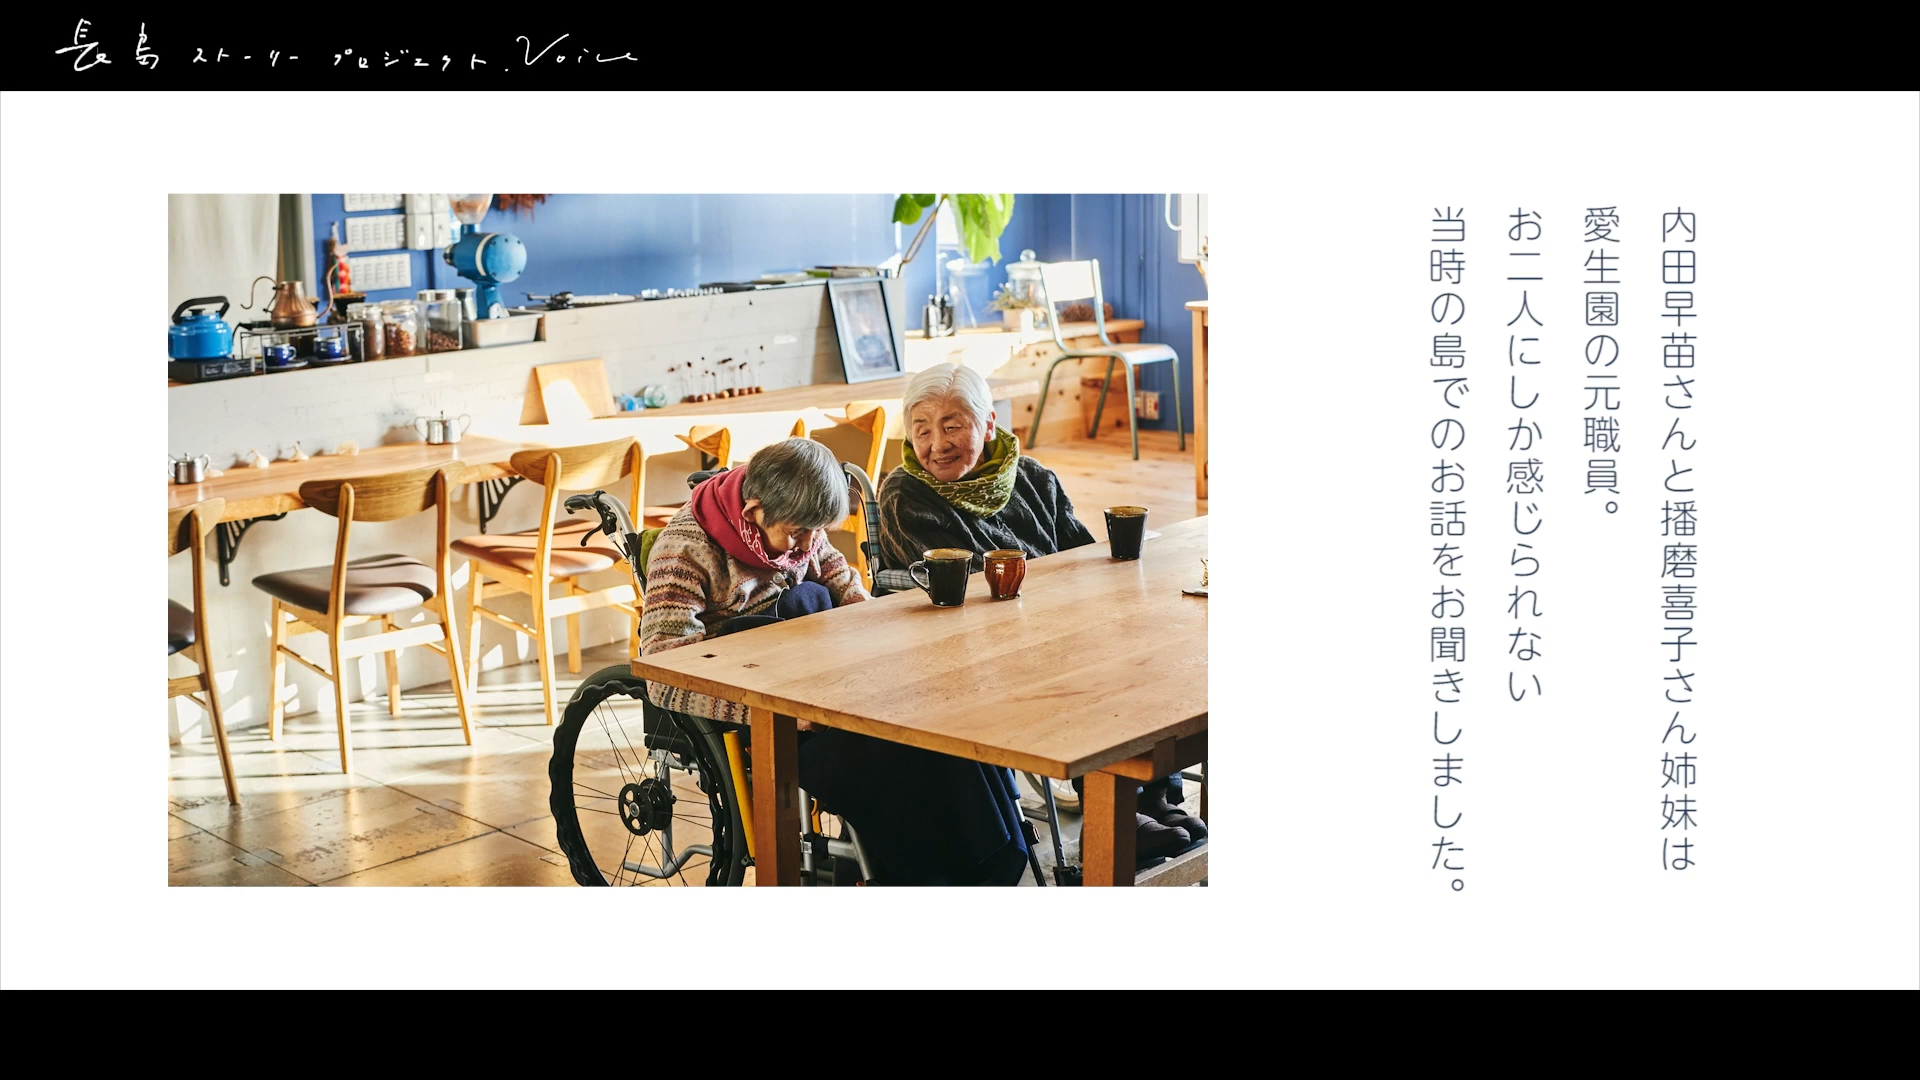 長島 ストーリー プロジェクト. Voice
内田早苗さんと播磨喜子さん姉妹は
愛生園の元職員。
お二人にしか感じられない
当時の島でのお話をお聞きしました。